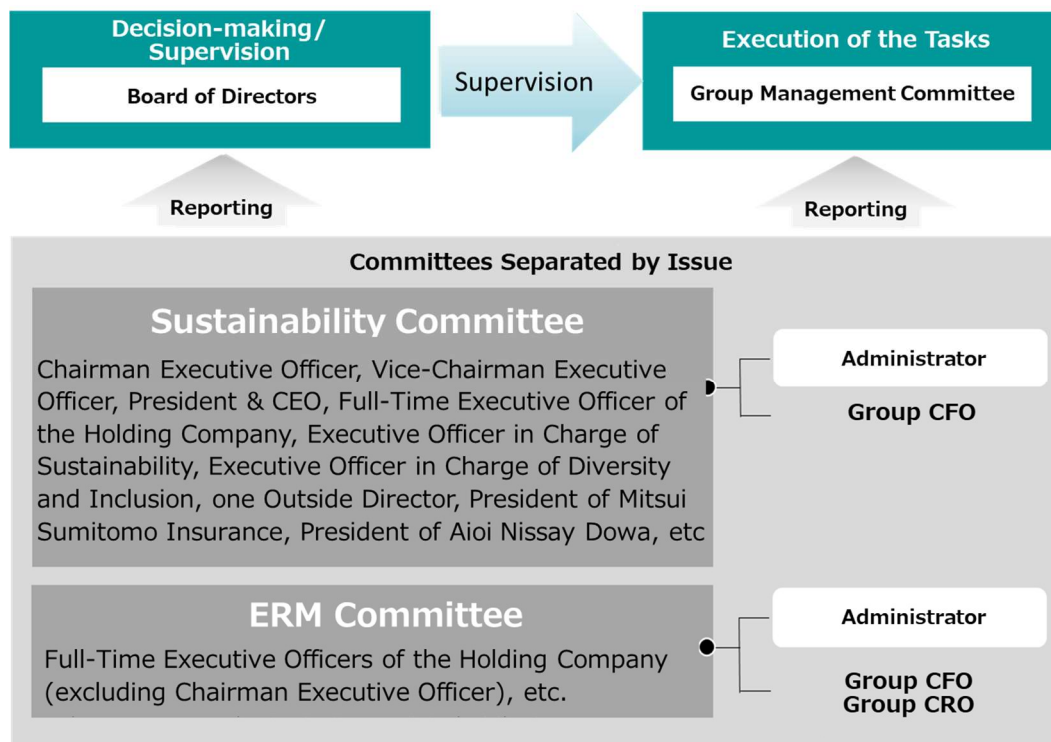 Decision-making/
Supervision
Board of Directors
Supervision
Execution of the Tasks
Group Management Committee
Reporting
Reporting
Committees Separated by Issue
Sustainability Committee
Chairman Executive Officer, Vice-Chairman Executive
Officer, President & CEO, Full-Time Executive Officer of
the Holding Company, Executive Officer in Charge of
Sustainability, Executive Officer in Charge of Diversity
and Inclusion, one Outside Director, President of Mitsui
Sumitomo Insurance, President of Aioi Nissay Dowa, etc
Administrator
Group CFO
ERM Committee
Full-Time Executive Officers of the Holding Company
(excluding Chairman Executive Officer), etc.
Administrator
Group CFO
Group CRO